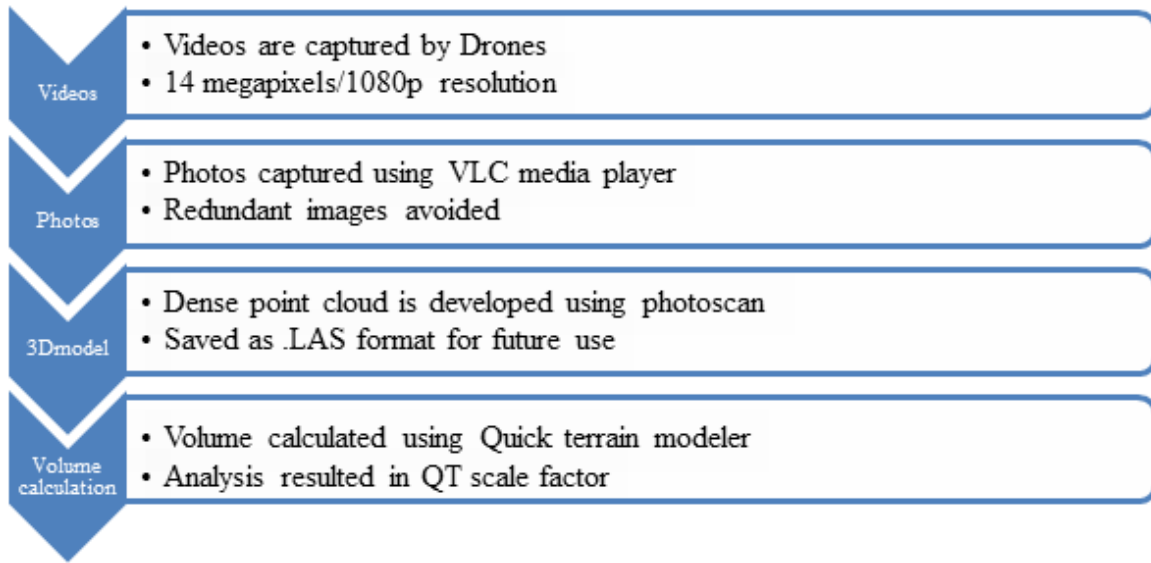 Videos
• Videos are captured by Drones
• 14 megapixels/1080p resolution
Photos
• Photos captured using VLC media player
• Redundant images avoided
3Dmodel
• Dense point cloud is developed using photoscan
• Saved as .LAS format for future use
Volume
calculation
• Volume calculated using Quick terrain modeler
• Analysis resulted in QT scale factor